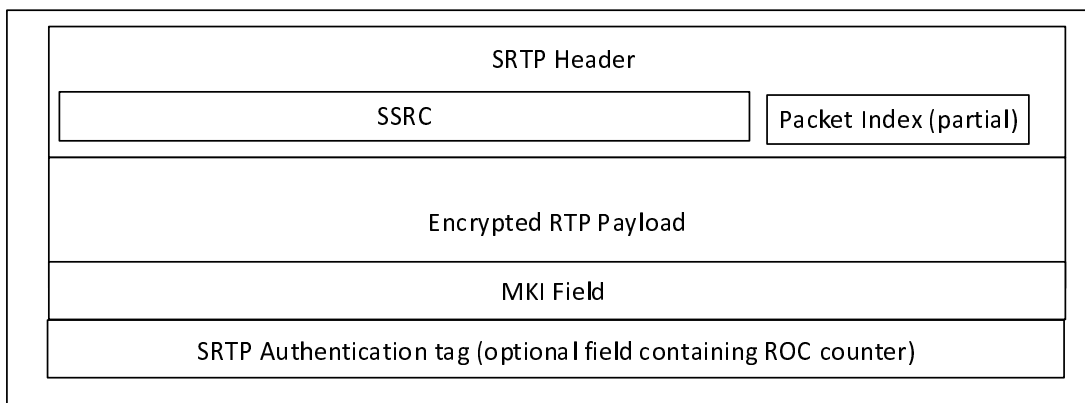 SRTP Header
SSRC
Packet Index (partial)
Encrypted RTP Payload
MKI Field
SRTP Authentication tag (optional field containing ROC counter)